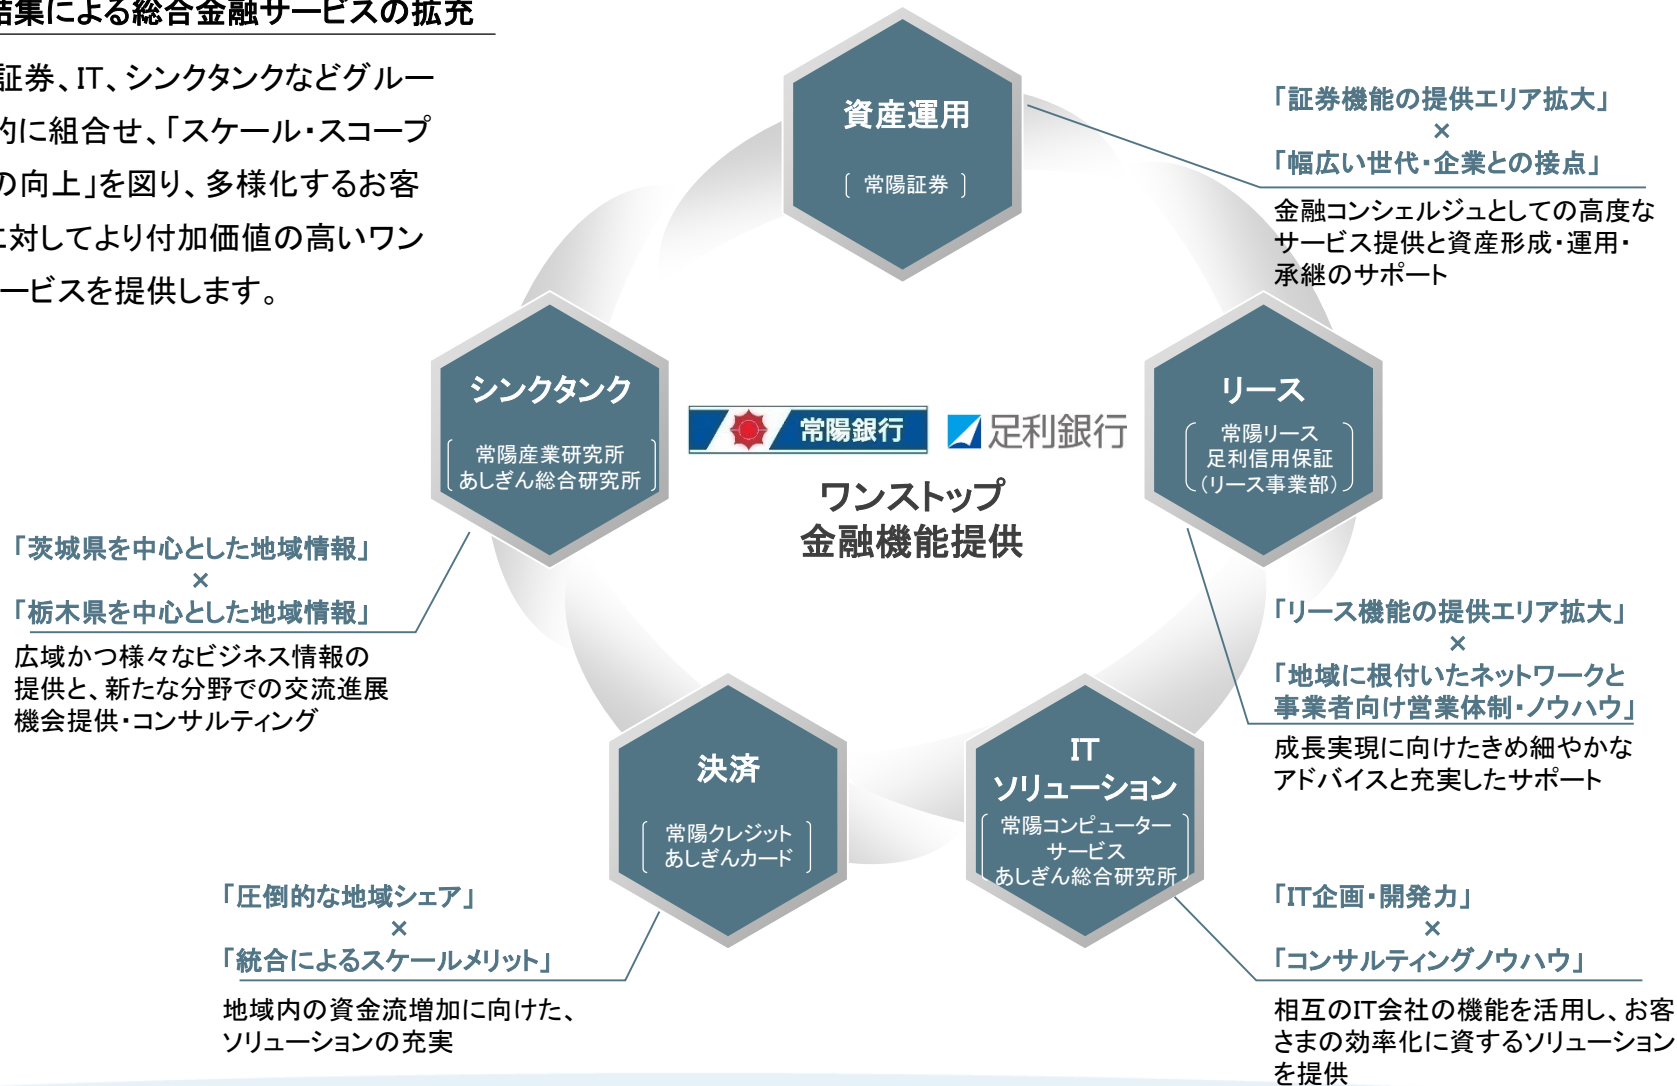 結集による総合金融サービスの拡充
証券、IT、シンクタンクなどグルー
的に組合せ、「スケール・スコープ
の向上」を図り、多様化するお客
に対してより付加価値の高いワン
ービスを提供します。
資産運用
常陽証券
「証券機能の提供エリア拡大」
×
「幅広い世代・企業との接点」
金融コンシェルジュとしての高度な
サービス提供と資産形成・運用・
承継のサポート
シンクタンク
常陽産業研究所
あしぎん総合研究所
常陽銀行 足利銀行
ワンストップ
金融機能提供
リース
常陽リース
足利信用保証
（リース事業部）
「茨城県を中心とした地域情報」
×
「栃木県を中心とした地域情報」
広域かつ様々なビジネス情報の
提供と、新たな分野での交流進展
機会提供・コンサルティング
「リース機能の提供エリア拡大」
×
「地域に根付いたネットワークと
事業者向け営業体制・ノウハウ」
成長実現に向けたきめ細やかな
アドバイスと充実したサポート
決済
常陽クレジット
あしぎんカード
IT
ソリューション
常陽コンピューター
サービス
あしぎん総合研究所
「圧倒的な地域シェア」
×
「統合によるスケールメリット」
地域内の資金流増加に向けた、
ソリューションの充実
「IT企画・開発力」
×
「コンサルティングノウハウ」
相互のIT会社の機能を活用し、お客
さまの効率化に資するソリューション
を提供